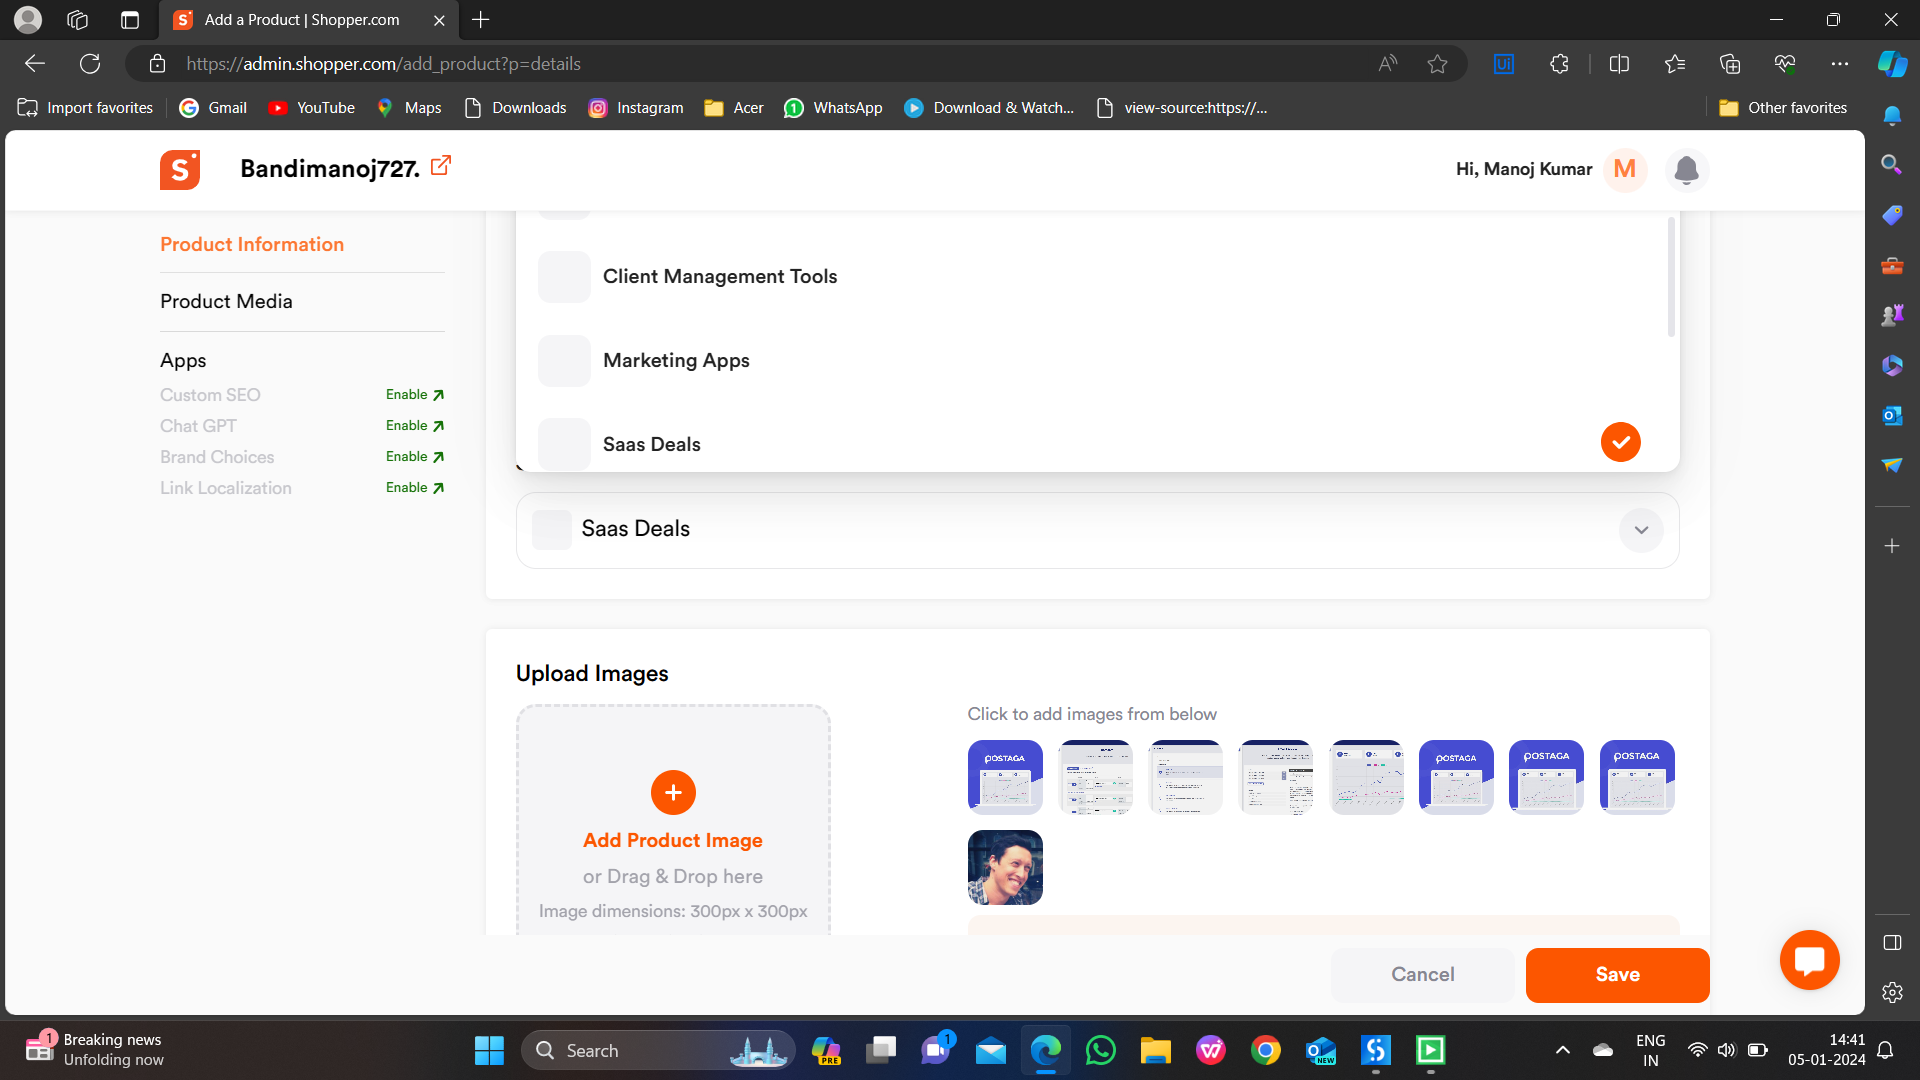 Add a Product | Shopper.com
https://admin.shopper.com/add_product?p=details
Import favorites
Gmail
YouTube
Maps
Downloads
Instagram
Acer
WhatsApp
Download & Watch...
view-source:https://...
Other favorites
Bandimanoj727.
Hi, Manoj Kumar
M
Product Information
Product Media
Apps
Custom SEO Enable
Chat GPT Enable
Brand Choices Enable
Link Localization Enable
Client Management Tools
Marketing Apps
Saas Deals
Saas Deals
Upload Images
Click to add images from below
POSTAGA
POSTAGA
POSTAGA
POSTAGA
Add Product Image
or Drag & Drop here
Image dimensions: 300px x 300px
Cancel
Save
1
Breaking news
Unfolding now
Search
PRE
1
NEW
ENG
IN
14:41
05-01-2024